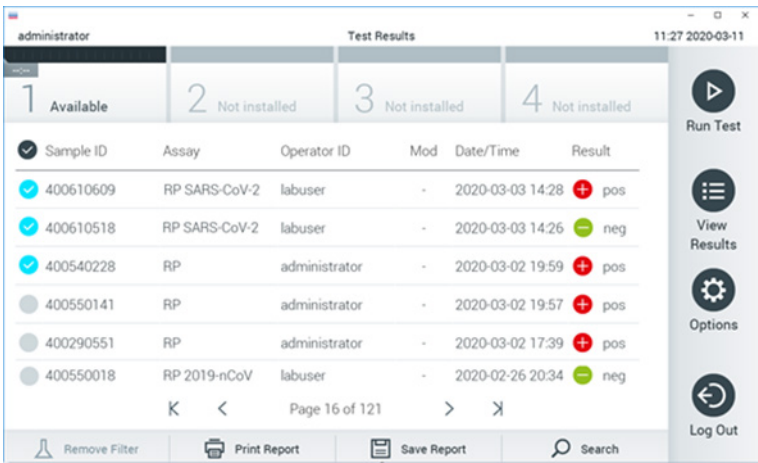 administrator Test Results 11:27 2020-03-11
1 Available 2 Not installed 3 Not installed 4 Not installed
Run Test
Sample ID Assay Operator ID Mod Date/Time Result
400610609 RP SARS-CoV-2 labuser - 2020-03-03 14:28 pos
400610518 RP SARS-CoV-2 labuser - 2020-03-03 14:26 neg
View
Results
400540228 RP administrator - 2020-03-02 19:59 pos
400550141 RP administrator - 2020-03-02 19:57 pos
Options
400290551 RP administrator - 2020-03-02 17:39 pos
400550018 RP 2019-nCoV labuser - 2020-02-26 20:34 neg
Page 16 of 121
Log Out
Remove Filter Print Report Save Report Search